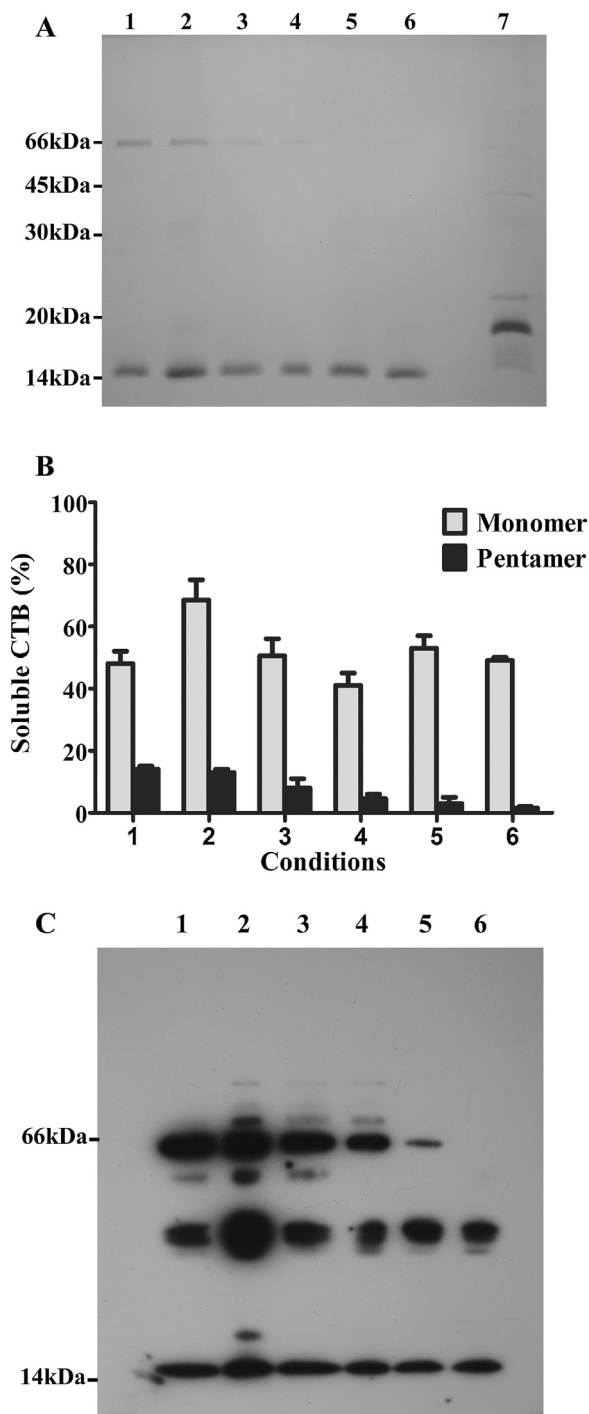 A
1 2 3 4 5 6 7
66kDa
45kDa
30kDa
20kDa
14kDa
B
100
80
60
40
20
0
Soluble CTB (%)
Monomer
Pentamer
1 2 3 4 5 6
Conditions
C
1 2 3 4 5 6
66kDa
14kDa